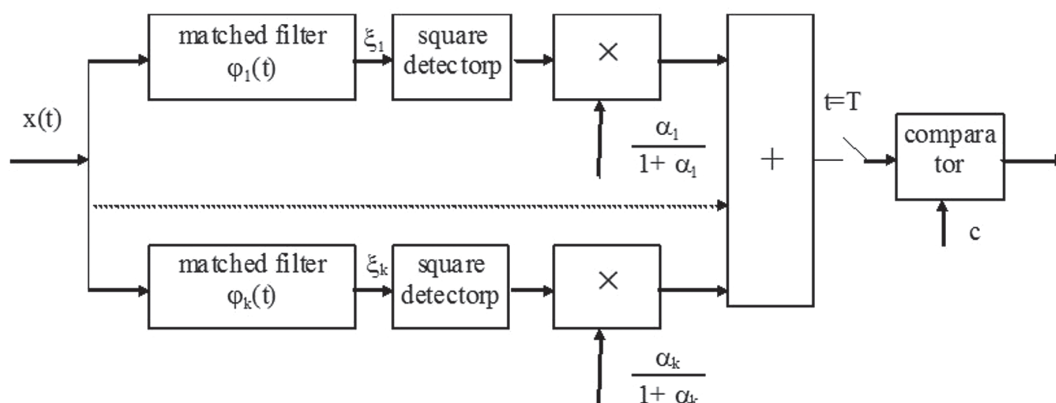 x(t)
matched filter
φ₁(t)
ξ₁
square
detectorp
×
α₁
1+ α₁
+
t=T
compara
tor
c
matched filter
φₖ(t)
ξₖ
square
detectorp
×
αₖ
1+ αₖ